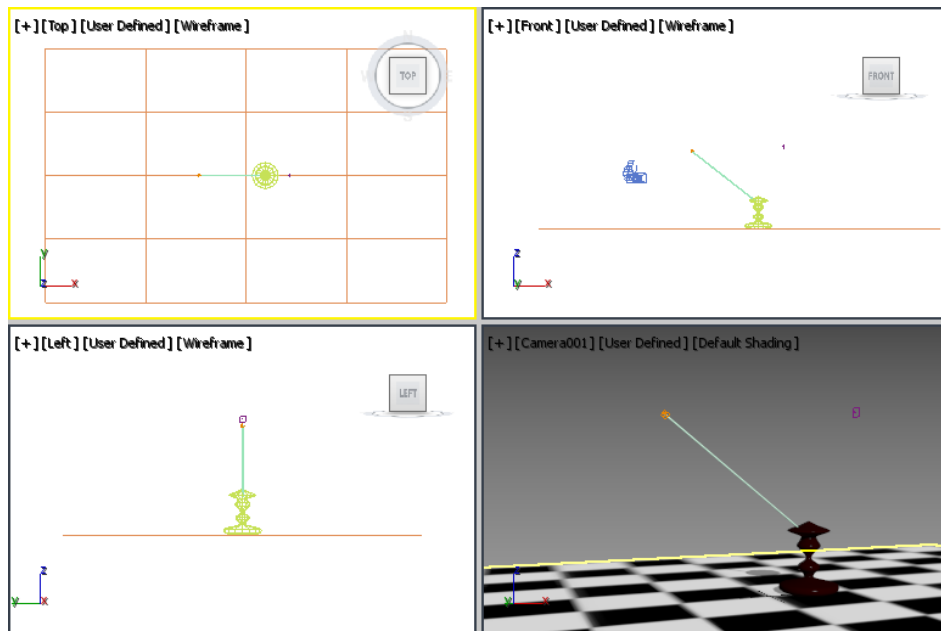 [+] [Top] [User Defined] [Wireframe]
N
W TOP E
S
y
z x
[+] [Front] [User Defined] [Wireframe]
FRONT
z
y x
[+] [Left] [User Defined] [Wireframe]
LEFT
z
y x
[+] [Camera001] [User Defined] [Default Shading]
z
y x